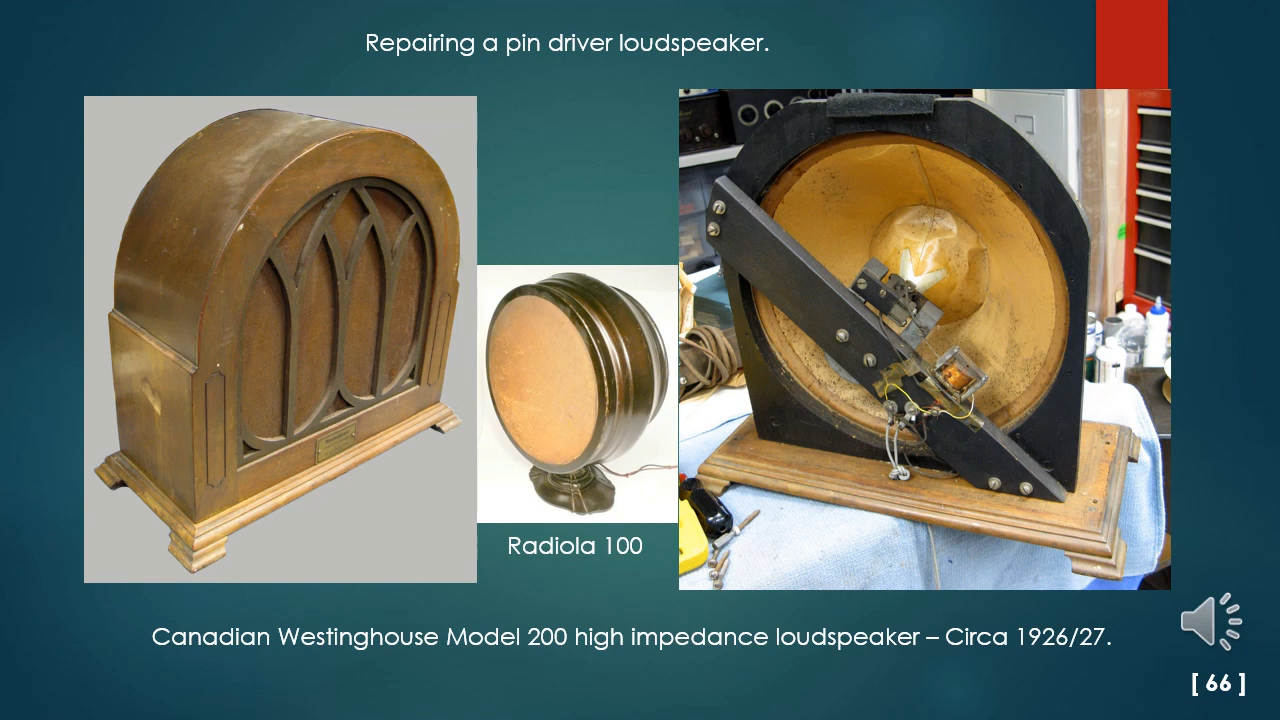 Repairing a pin driver loudspeaker.
Radiola 100
Canadian Westinghouse Model 200 high impedance loudspeaker – Circa 1926/27.
[ 66 ]